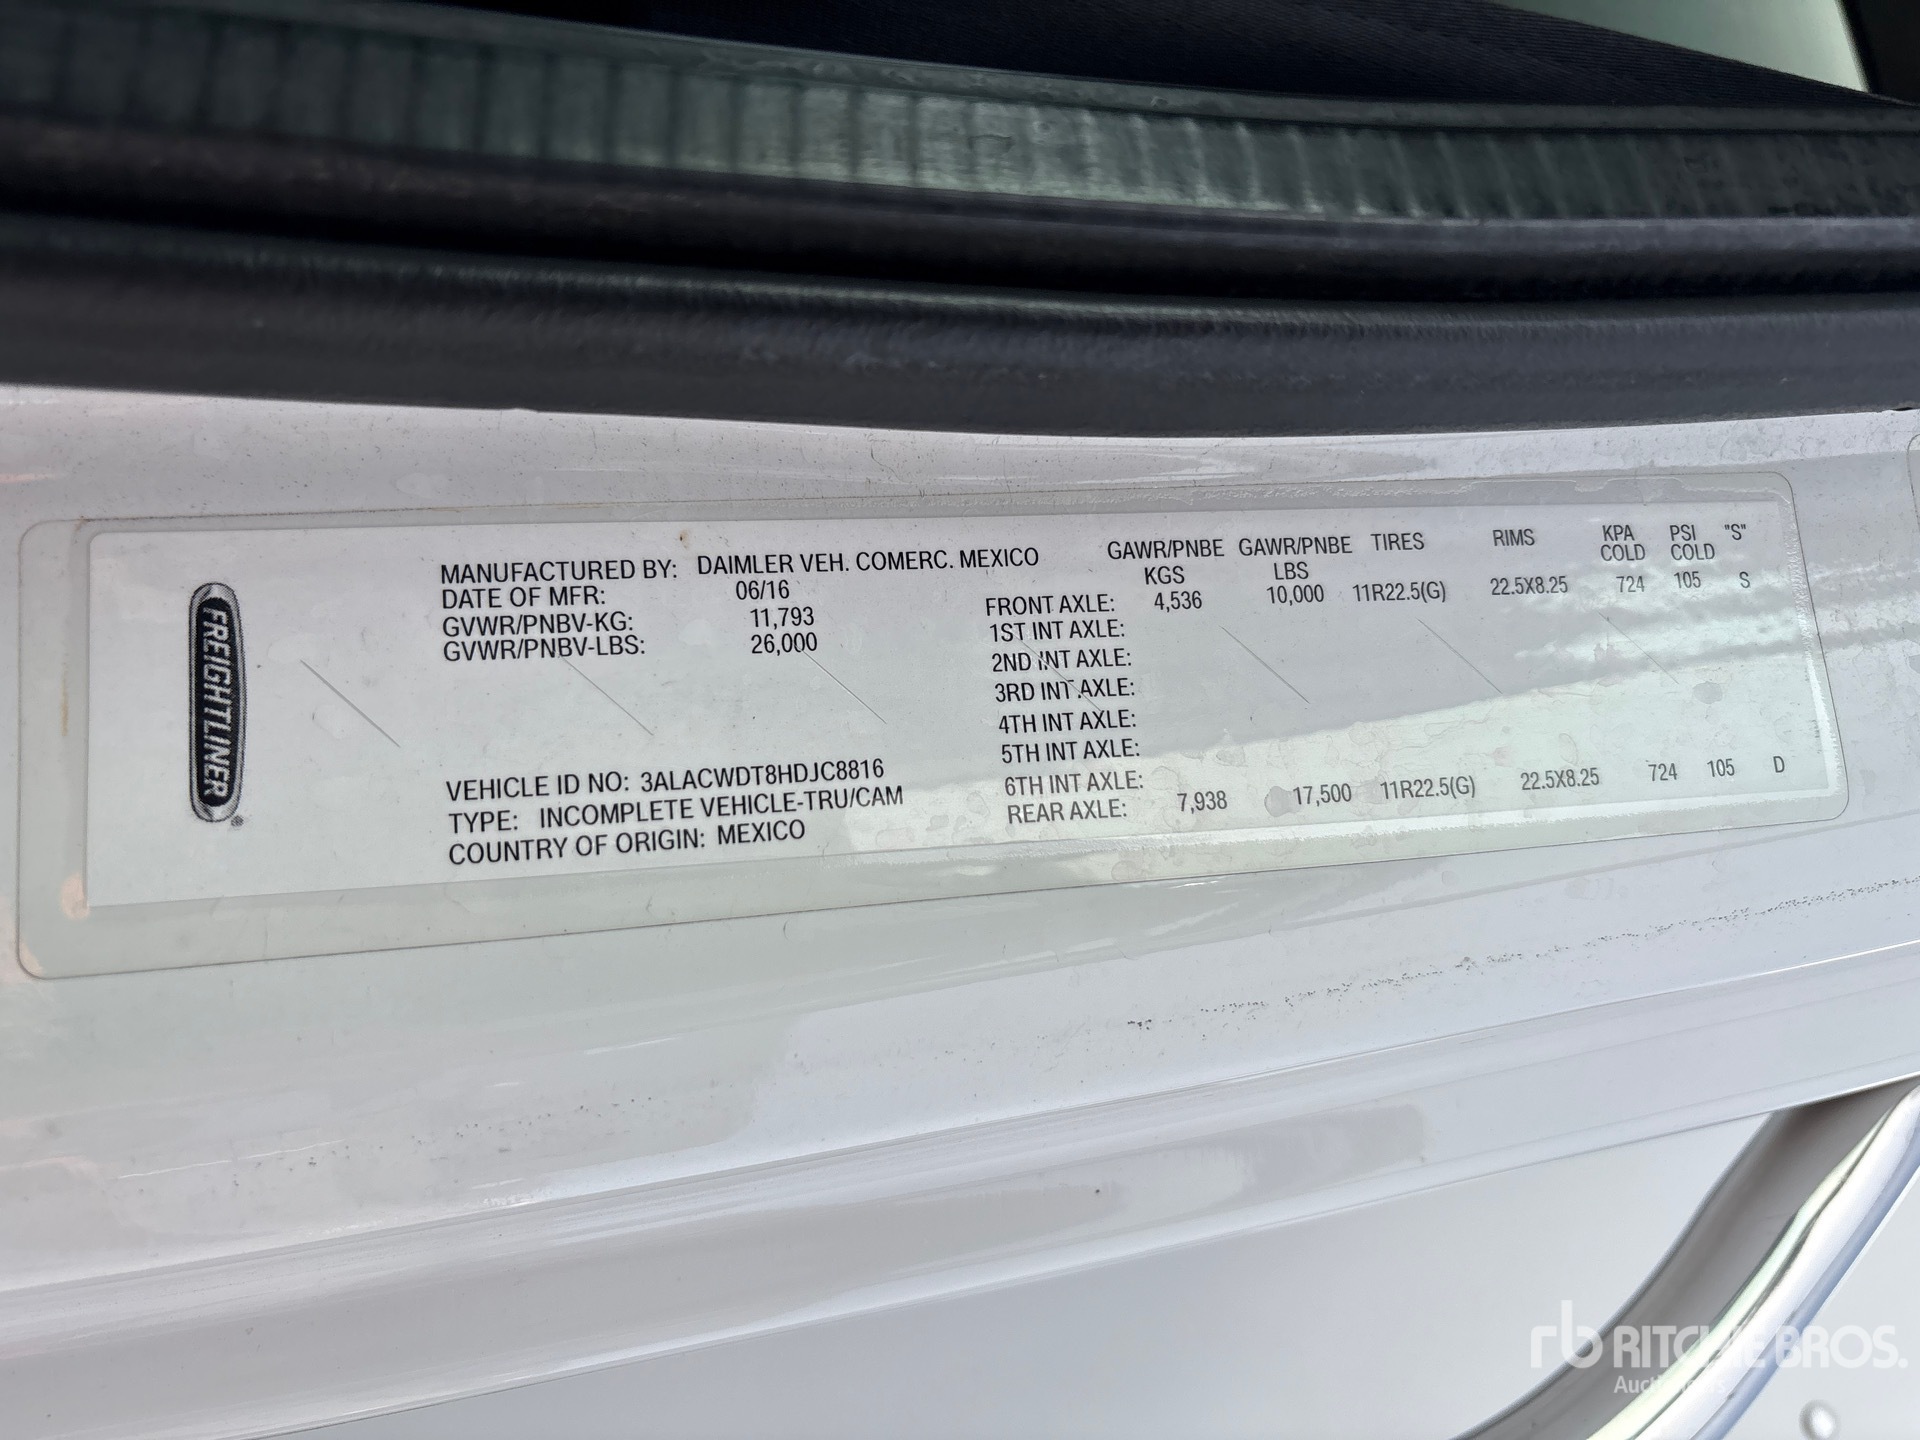 FREIGHTLINER
MANUFACTURED BY: DAIMLER VEH. COMERC. MEXICO
DATE OF MFR: 06/16
GVWR/PNBV-KG: 11,793
GVWR/PNBV-LBS: 26,000
VEHICLE ID NO: 3ALACWDT8HDJC8816
TYPE: INCOMPLETE VEHICLE-TRU/CAM
COUNTRY OF ORIGIN: MEXICO
GAWR/PNBE GAWR/PNBE TIRES RIMS KPA PSI "S"
KGS LBS COLD COLD
FRONT AXLE: 4,536 10,000 11R22.5(G) 22.5X8.25 724 105 S
1ST INT AXLE:
2ND INT AXLE:
3RD INT AXLE:
4TH INT AXLE:
5TH INT AXLE:
6TH INT AXLE:
REAR AXLE: 7,938 17,500 11R22.5(G) 22.5X8.25 724 105 D
rb RITCHIE BROS.
Auctioneers